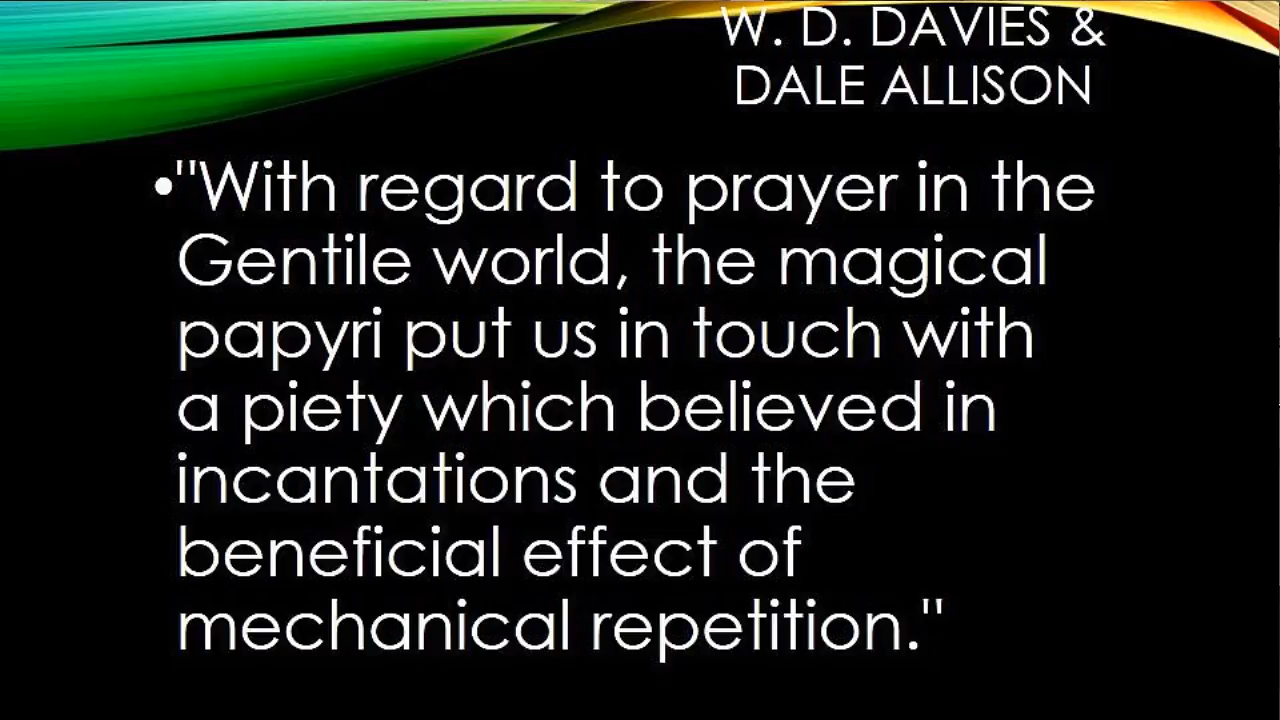 W. D. DAVIES &
DALE ALLISON
•"With regard to prayer in the
Gentile world, the magical
papyri put us in touch with
a piety which believed in
incantations and the
beneficial effect of
mechanical repetition."